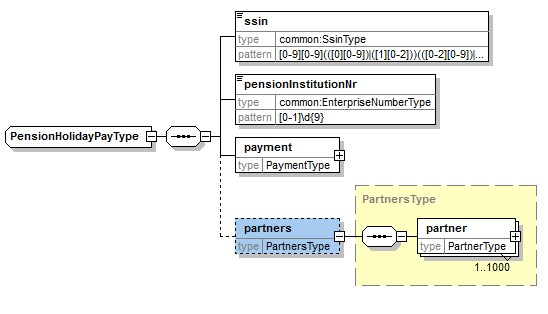 ssin
type common:SsinType
pattern [0-9][0-9](([0][0-9])|([1][0-2]))(([0-2][0-9])|...
pensionInstitutionNr
type common:EnterpriseNumberType
pattern [0-1]\d{9}
PensionHolidayPayType
payment
type PaymentType
PartnersType
partners
type PartnersType
partner
type PartnerType
1..1000